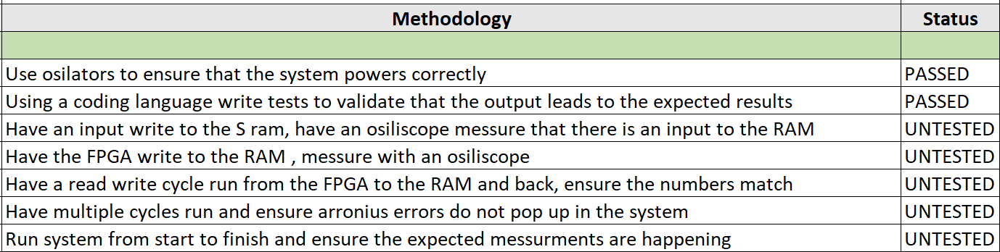 Methodology Status
Use osilators to ensure that the system powers correctly PASSED
Using a coding language write tests to validate that the output leads to the expected results PASSED
Have an input write to the S ram, have an osiliscope messure that there is an input to the RAM UNTESTED
Have the FPGA write to the RAM , messure with an osiliscope UNTESTED
Have a read write cycle run from the FPGA to the RAM and back, ensure the numbers match UNTESTED
Have multiple cycles run and ensure arronius errors do not pop up in the system UNTESTED
Run system from start to finish and ensure the expected messurments are happening UNTESTED